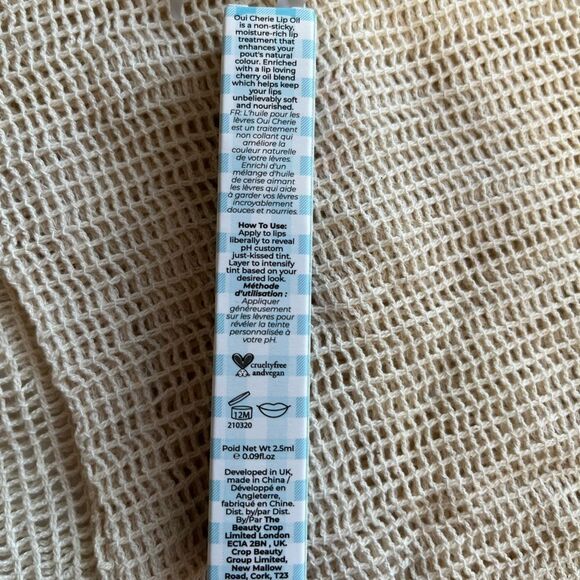 Oui Cherie Lip Oil
is a non-sticky,
moisture-rich lip
treatment that
enhances your
pout's natural
colour. Enriched
with a lip loving
cherry oil blend
which helps keep
your lips
unbelievably soft
and nourished.
FR: L'huile pour les
lèvres Oui Cherie
est un traitement
non collant qui
améliore la
couleur naturelle
de votre lèvres.
Enrichi d'un
mélange d'huile
de cerise aimant
les lèvres qui aide
à garder vos lèvres
incroyablement
douces et nourries.
How To Use:
Apply to lips
liberally to reveal
pH custom
just-kissed tint.
Layer to intensify
tint based on your
desired look.
Méthode
d'utilisation :
Appliquer
généreusement
sur les lèvres pour
révéler la teinte
personnalisée à
votre pH.
crueltyfree
andvegan
12M
210320
Poid Net Wt 2.5ml
e 0.09fl.oz
Developed in UK,
made in China /
Développé en
Angleterre,
fabriqué en Chine.
Dist. by/par Dist.
By/Par The
Beauty Crop
Limited London
EC1A 2BN , UK.
Crop Beauty
Group Limited,
New Mallow
Road, Cork, T23